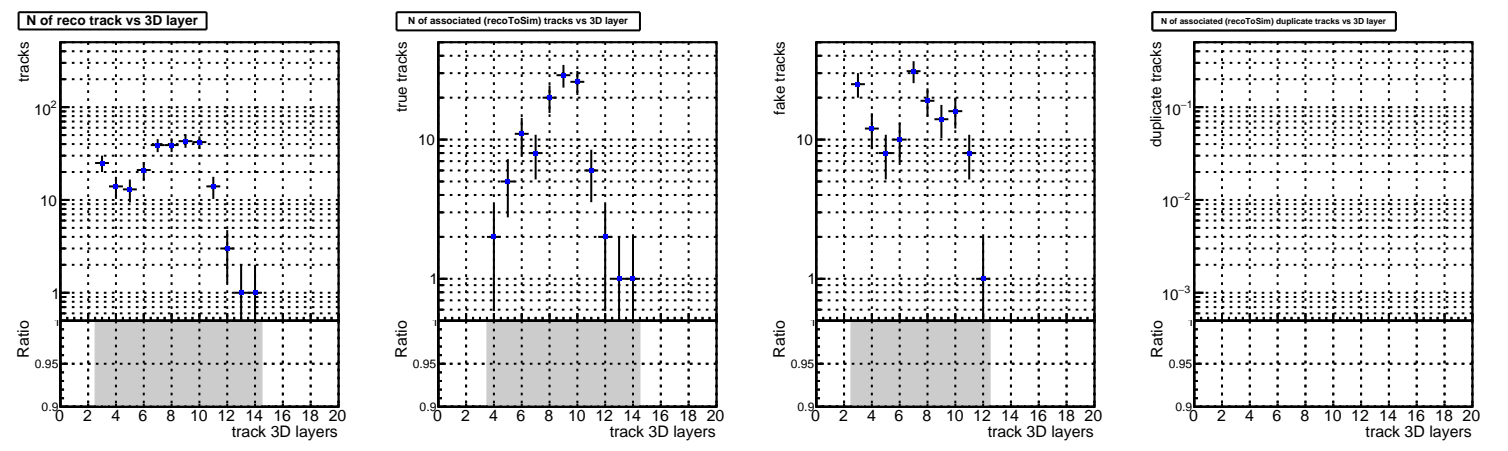 N of reco track vs 3D layer
tracks
10²
10
1
Ratio
0.95
0.9
0 2 4 6 8 10 12 14 16 18 20
track 3D layers
N of associated (recoToSim) tracks vs 3D layer
true tracks
10
1
Ratio
0.95
0.9
0 2 4 6 8 10 12 14 16 18 20
track 3D layers
fake tracks
10
1
Ratio
0.95
0.9
0 2 4 6 8 10 12 14 16 18 20
track 3D layers
N of associated (recoToSim) duplicate tracks vs 3D layer
duplicate tracks
10⁻¹
10⁻²
10⁻³
Ratio
0.95
0.9
0 2 4 6 8 10 12 14 16 18 20
track 3D layers